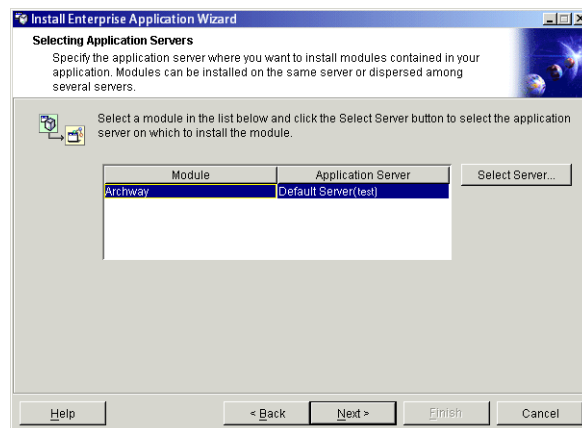 Install Enterprise Application Wizard
Selecting Application Servers
Specify the application server where you want to install modules contained in your
application. Modules can be installed on the same server or dispersed among
several servers.
Select a module in the list below and click the Select Server button to select the application
server on which to install the module.
Module Application Server Select Server...
Archway Default Server(test)
Help < Back Next > Finish Cancel